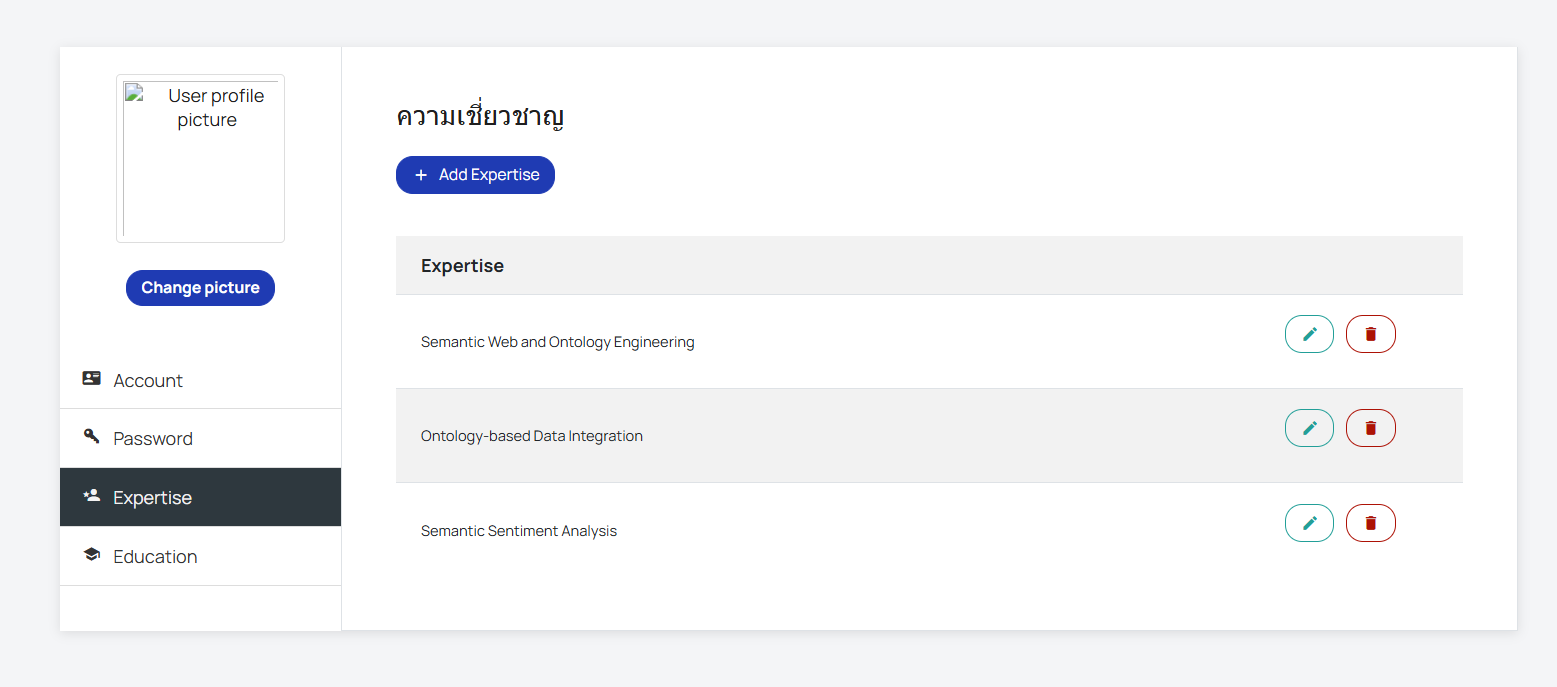 User profile
picture
Change picture
Account
Password
Expertise
Education
ความเชี่ยวชาญ
+ Add Expertise
Expertise
Semantic Web and Ontology Engineering
Ontology-based Data Integration
Semantic Sentiment Analysis